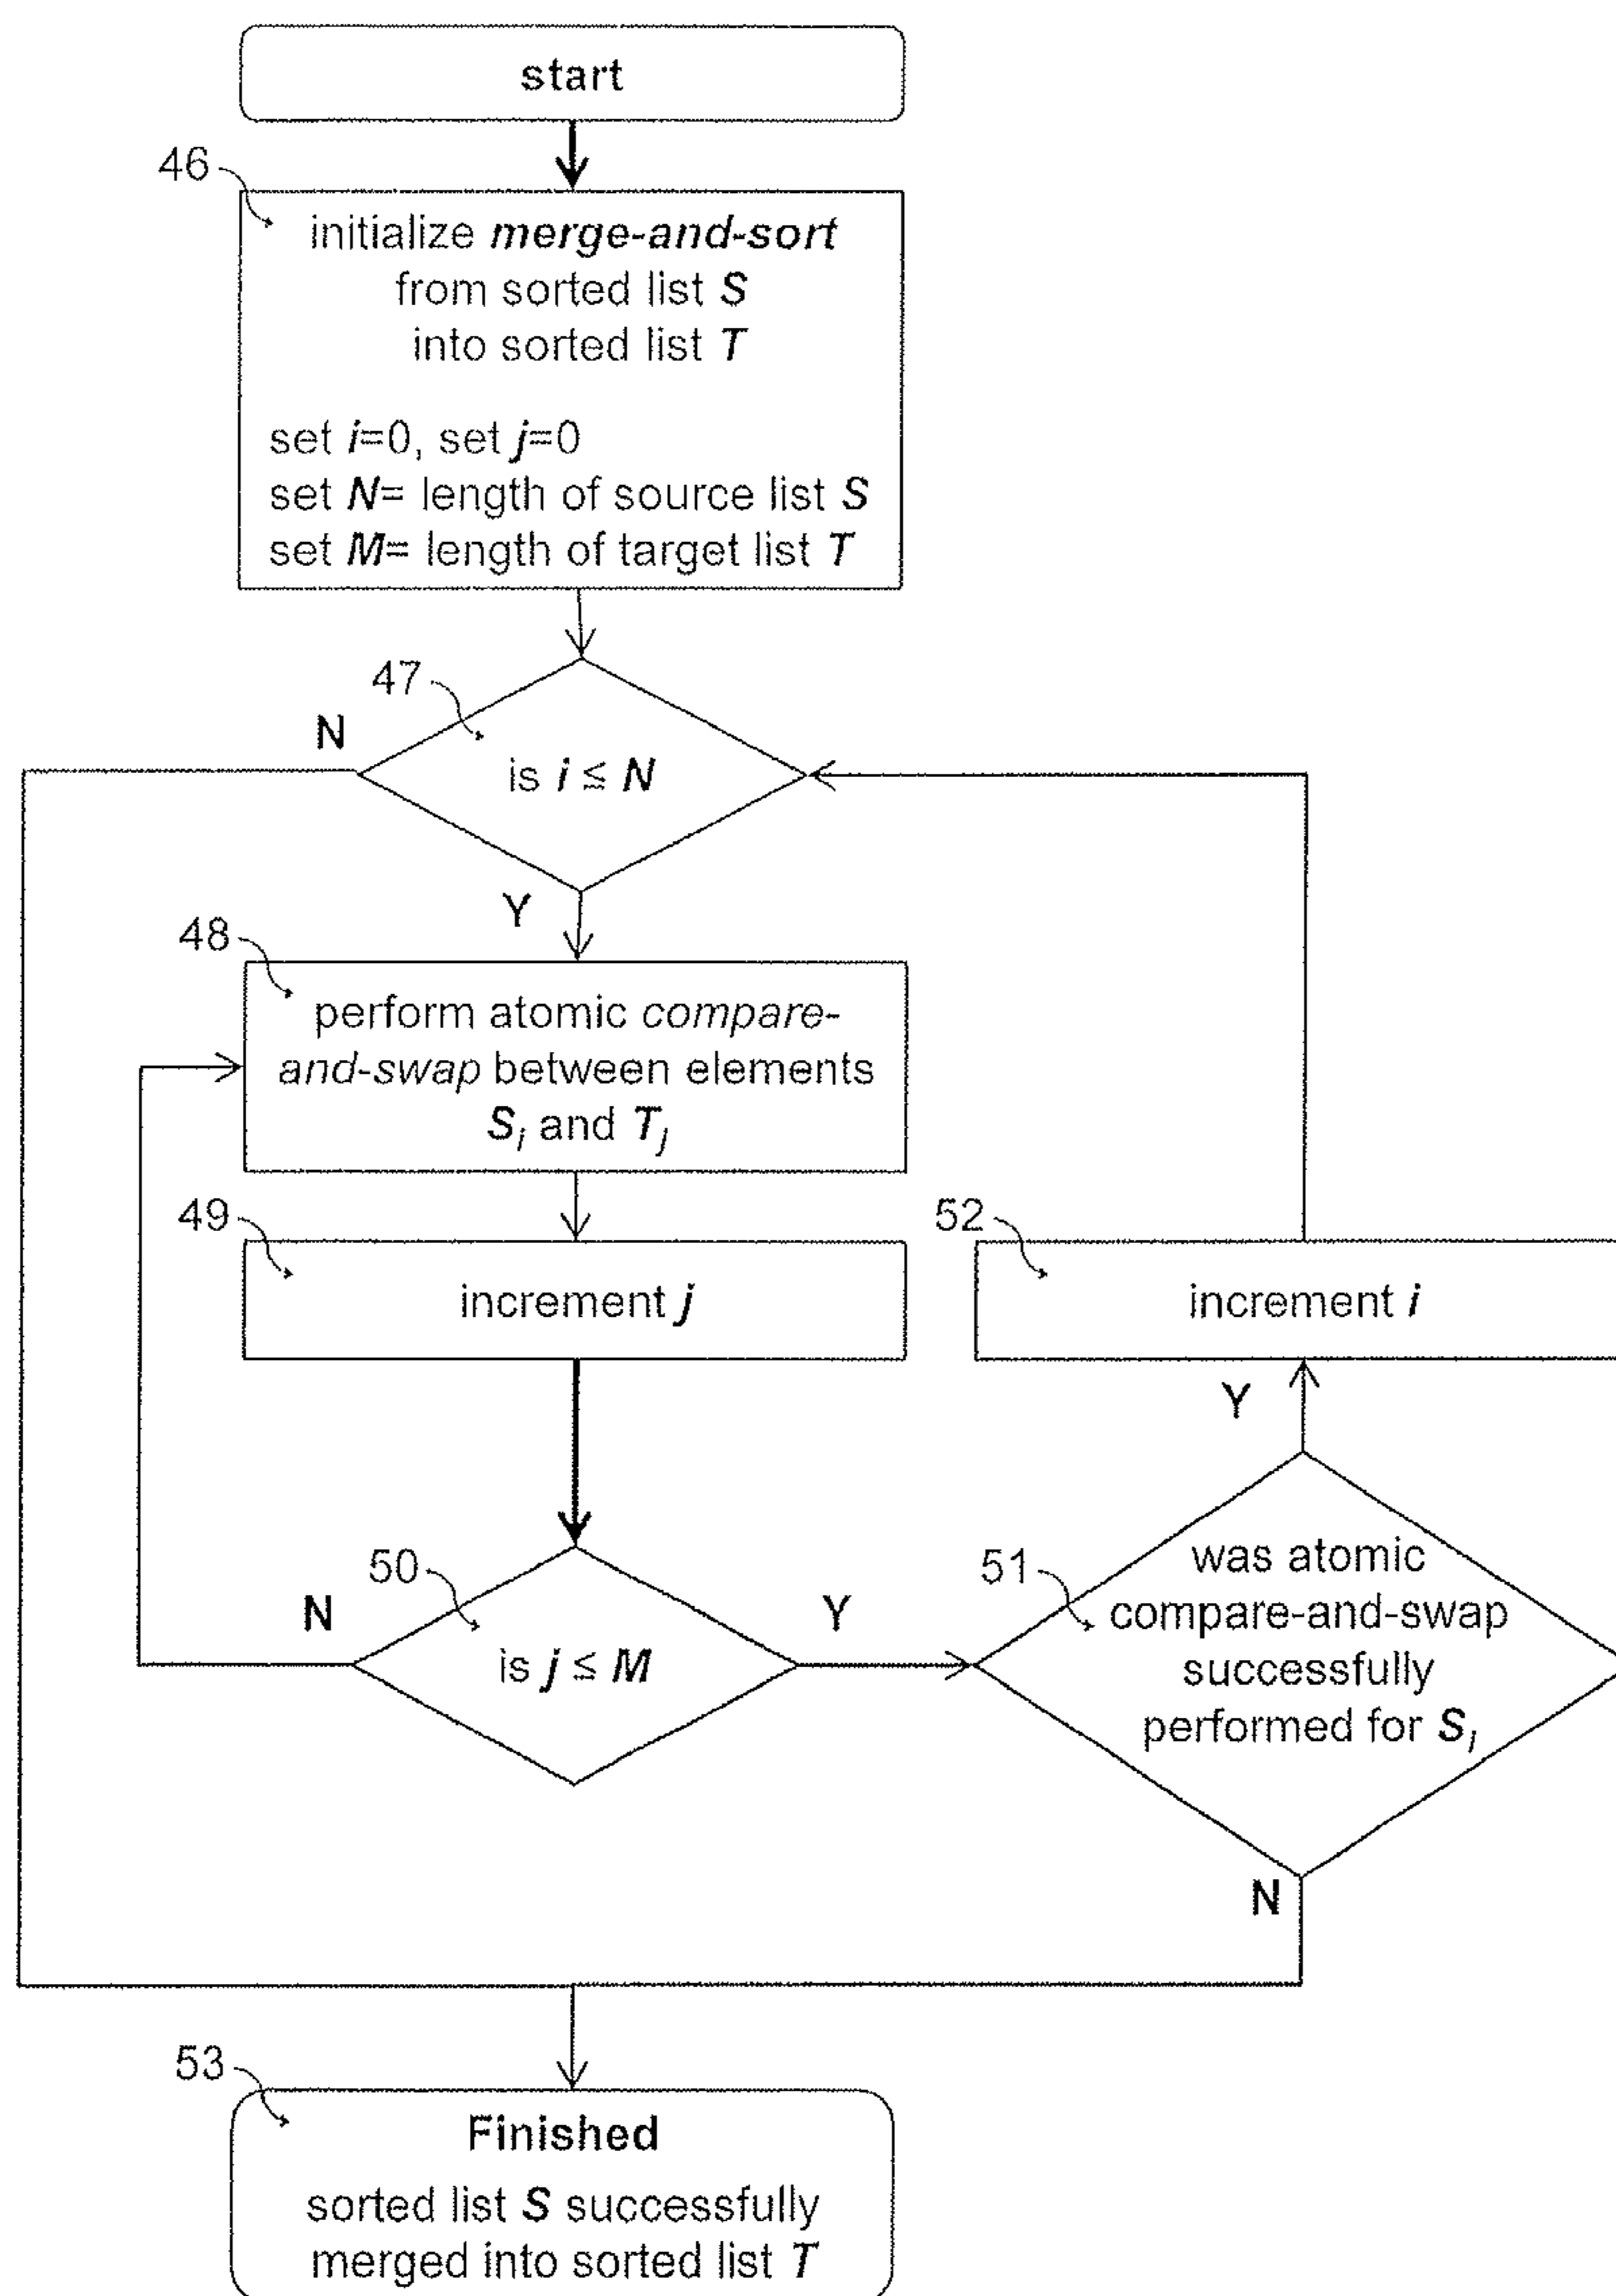 start
46
initialize merge-and-sort
from sorted list S
into sorted list T
set i=0, set j=0
set N= length of source list S
set M= length of target list T
47
N
is i ≦ N
Y
48
perform atomic compare-
and-swap between elements
Si and Tj
49
increment j
52
increment i
Y
50
N
is j ≤ M
Y
51
was atomic
compare-and-swap
successfully
performed for Si
N
53
Finished
sorted list S successfully
merged into sorted list T